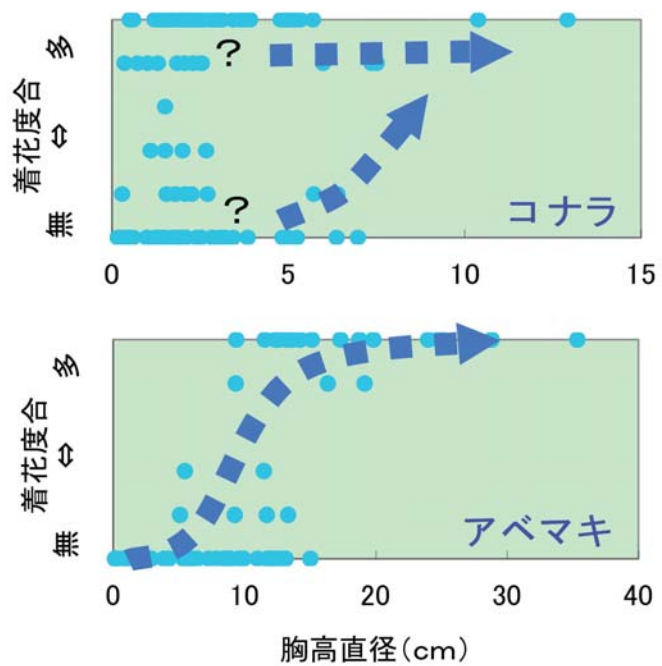 着花度合
無 ⇔ 多
?
?
コナラ
0 5 10 15
着花度合
無 ⇔ 多
アベマキ
0 10 20 30 40
胸高直径(cm)